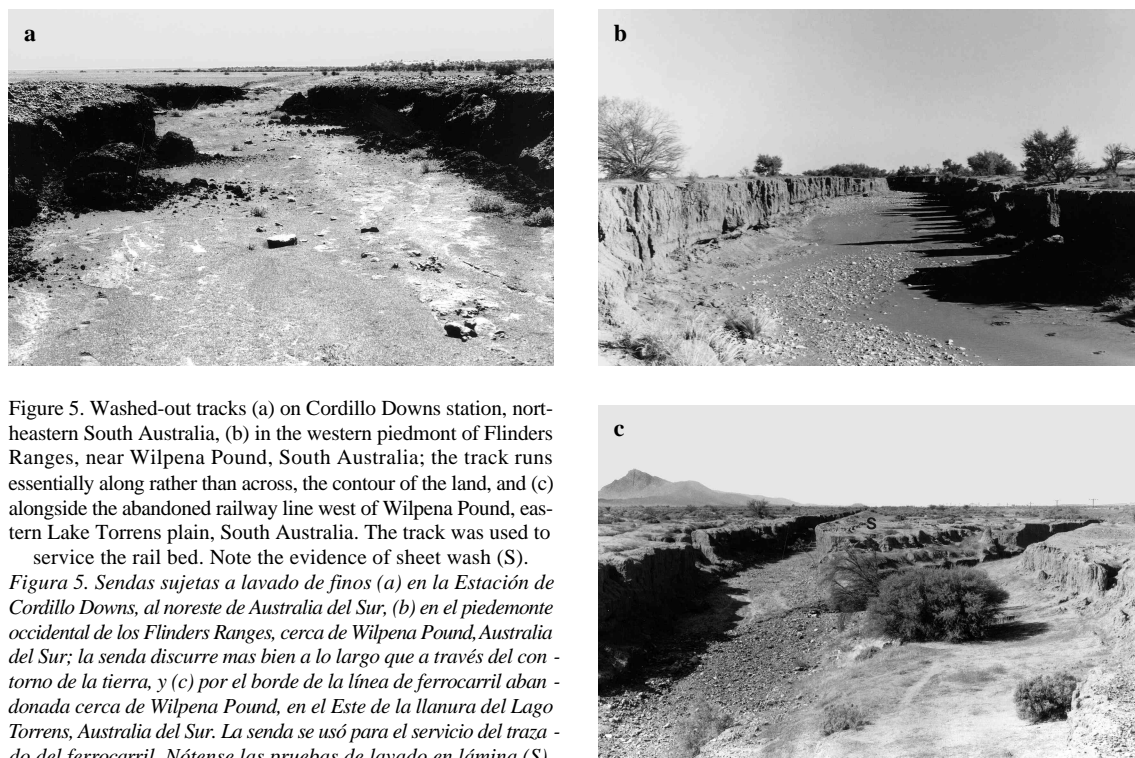 a
b
Figure 5. Washed-out tracks (a) on Cordillo Downs station, nort-
heastern South Australia, (b) in the western piedmont of Flinders
Ranges, near Wilpena Pound, South Australia; the track runs
essentially along rather than across, the contour of the land, and (c)
alongside the abandoned railway line west of Wilpena Pound, eas-
tern Lake Torrens plain, South Australia. The track was used to
service the rail bed. Note the evidence of sheet wash (S).
Figura 5. Sendas sujetas a lavado de finos (a) en la Estación de
Cordillo Downs, al noreste de Australia del Sur, (b) en el piedemonte
occidental de los Flinders Ranges, cerca de Wilpena Pound, Australia
del Sur; la senda discurre mas bien a lo largo que a través del con -
torno de la tierra, y (c) por el borde de la línea de ferrocarril aban -
donada cerca de Wilpena Pound, en el Este de la llanura del Lago
Torrens, Australia del Sur. La senda se usó para el servicio del traza -
do del ferrocarril. Nótense las pruebas de lavado en lámina (S).
c
S